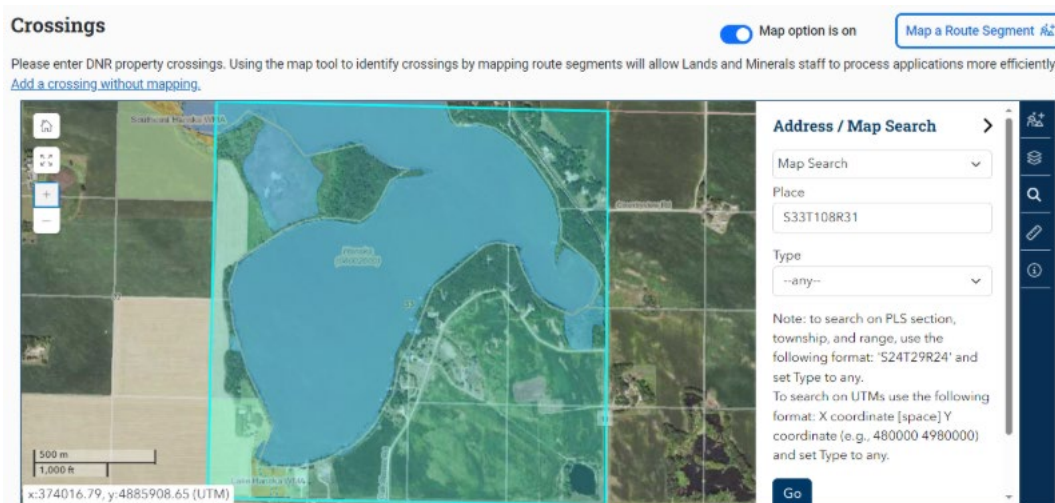 Crossings
Map option is on
Map a Route Segment
Please enter DNR property crossings. Using the map tool to identify crossings by mapping route segments will allow Lands and Minerals staff to process applications more efficiently
Add a crossing without mapping.
Address / Map Search
Map Search
Place
S33T108R31
Type
--any--
Note: to search on PLS section,
township, and range, use the
following format: 'S24T29R24' and
set Type to any.
To search on UTMs use the following
format: X coordinate [space] Y
coordinate (e.g., 480000 4980000)
and set Type to any.
Go
500 m
1,000 ft
x:374016.79, y:4885908.65 (UTM)